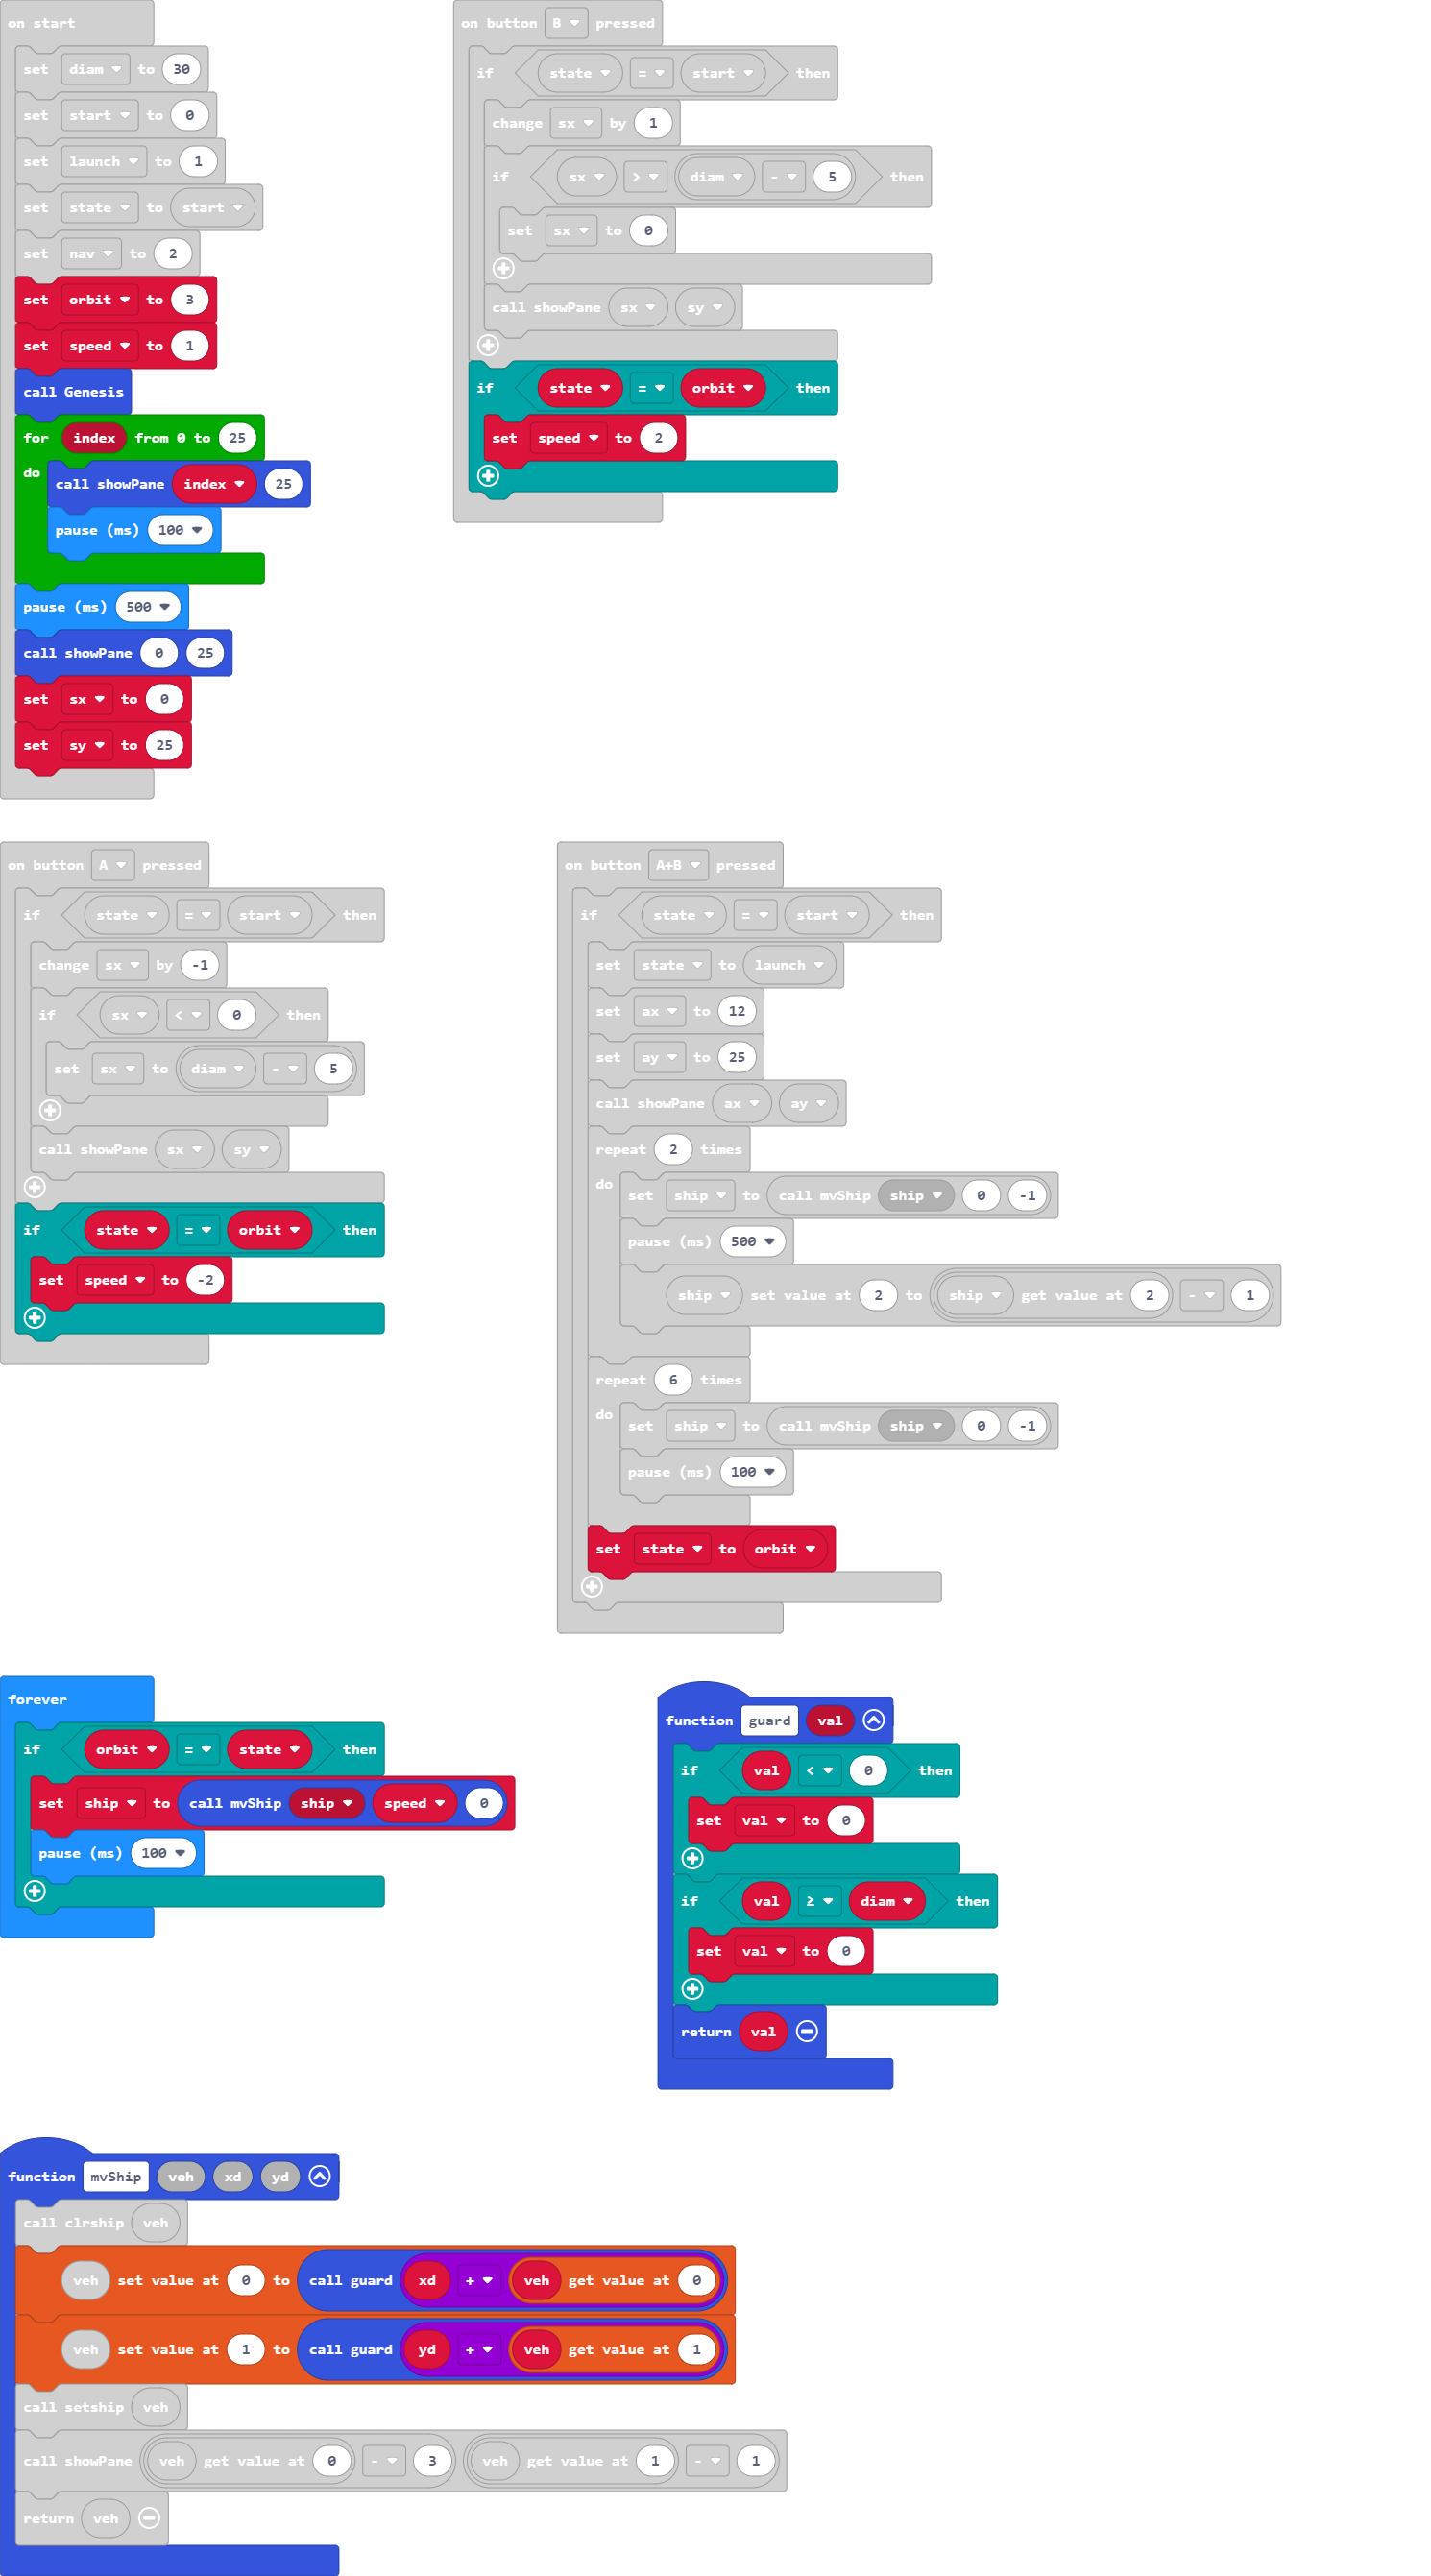 on start
set diam to 30
set start to 0
set launch to 1
set state to start
set nav to 2
set orbit to 3
set speed to 1
call Genesis
for index from 0 to 25
do
call showPane index 25
pause (ms) 100
pause (ms) 500
call showPane 0 25
set sx to 0
set sy to 25
on button B pressed
if state = start then
change sx by 1
if sx > diam - 5 then
set sx to 0
call showPane sx sy
if state = orbit then
set speed to 2
on button A pressed
if state = start then
change sx by -1
if sx < 0 then
set sx to diam - 5
call showPane sx sy
if state = orbit then
set speed to -2
on button A+B pressed
if state = start then
set state to launch
set ax to 12
set ay to 25
call showPane ax ay
repeat 2 times
do
set ship to call mvShip ship 0 -1
pause (ms) 500
ship set value at 2 to ship get value at 2 - 1
repeat 6 times
do
set ship to call mvShip ship 0 -1
pause (ms) 100
set state to orbit
forever
if orbit = state then
set ship to call mvShip ship speed 0
pause (ms) 100
function guard val
if val < 0 then
set val to 0
if val ≥ diam then
set val to 0
return val
function mvShip veh xd yd
call clrship veh
veh set value at 0 to call guard xd + veh get value at 0
veh set value at 1 to call guard yd + veh get value at 1
call setship veh
call showPane veh get value at 0 - 3 veh get value at 1 - 1
return veh